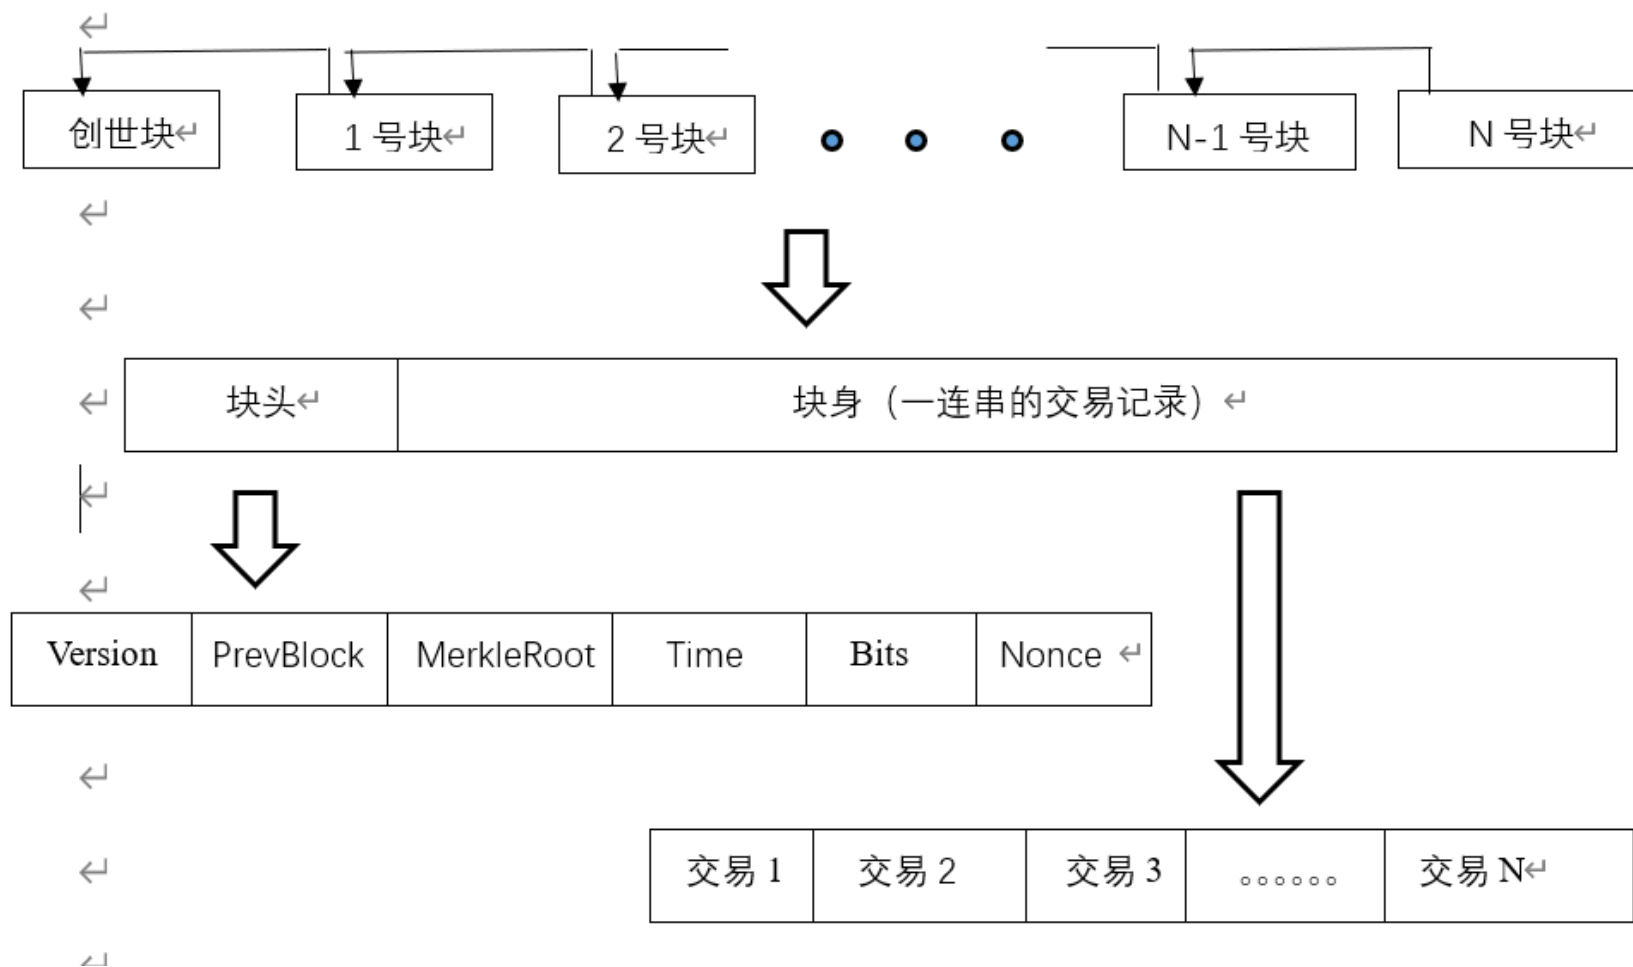 创世块 1 号块 2 号块 N-1 号块 N 号块
块头 块身（一连串的交易记录）
Version PrevBlock MerkleRoot Time Bits Nonce
交易 1 交易 2 交易 3 。。。。。。 交易 N